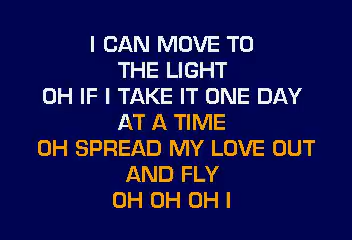 I CAN MOVE TO
THE LIGHT
OH IF I TAKE IT ONE DAY
AT A TIME
OH SPREAD MY LOVE OUT
AND FLY
OH OH OH I